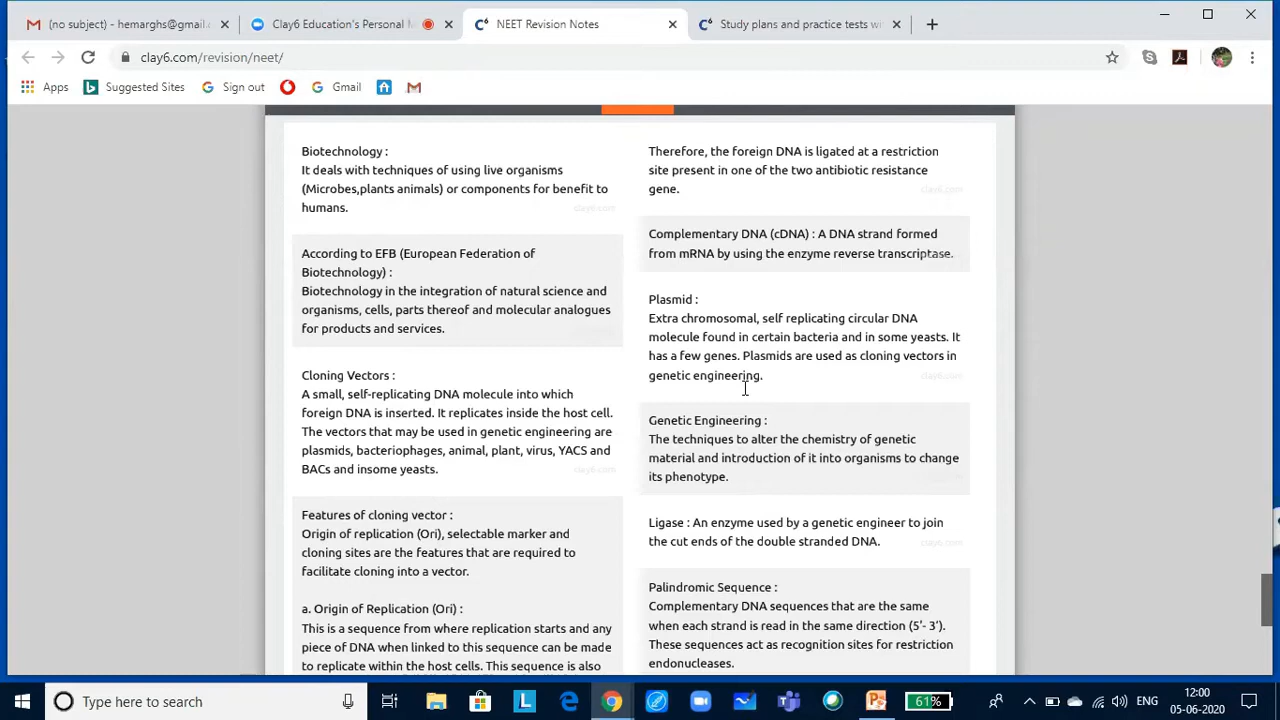 (no subject) - hemarghs@gmail.
Clay6 Education's Personal M
NEET Revision Notes
Study plans and practice tests wi
clay6.com/revision/neet/
Apps
Suggested Sites
Sign out
Gmail
Biotechnology :
It deals with techniques of using live organisms
(Microbes,plants animals) or components for benefit to
humans.
clay6.com
According to EFB (European Federation of
Biotechnology) :
Biotechnology in the integration of natural science and
organisms, cells, parts thereof and molecular analogues
for products and services.
Cloning Vectors :
A small, self-replicating DNA molecule into which
foreign DNA is inserted. It replicates inside the host cell.
The vectors that may be used in genetic engineering are
plasmids, bacteriophages, animal, plant, virus, YACS and
BACs and insome yeasts.
clay6.com
Features of cloning vector :
Origin of replication (Ori), selectable marker and
cloning sites are the features that are required to
facilitate cloning into a vector.
a. Origin of Replication (Ori) :
This is a sequence from where replication starts and any
piece of DNA when linked to this sequence can be made
to replicate within the host cells. This sequence is also
Therefore, the foreign DNA is ligated at a restriction
site present in one of the two antibiotic resistance
gene.
clay6.com
Complementary DNA (cDNA) : A DNA strand formed
from mRNA by using the enzyme reverse transcriptase.
Plasmid :
Extra chromosomal, self replicating circular DNA
molecule found in certain bacteria and in some yeasts. It
has a few genes. Plasmids are used as cloning vectors in
genetic engineering.
clay6.com
Genetic Engineering :
The techniques to alter the chemistry of genetic
material and introduction of it into organisms to change
its phenotype.
Ligase : An enzyme used by a genetic engineer to join
the cut ends of the double stranded DNA.
clay6.com
Palindromic Sequence :
Complementary DNA sequences that are the same
when each strand is read in the same direction (5'- 3').
These sequences act as recognition sites for restriction
endonucleases.
Type here to search
61%
ENG
12:00
05-06-2020